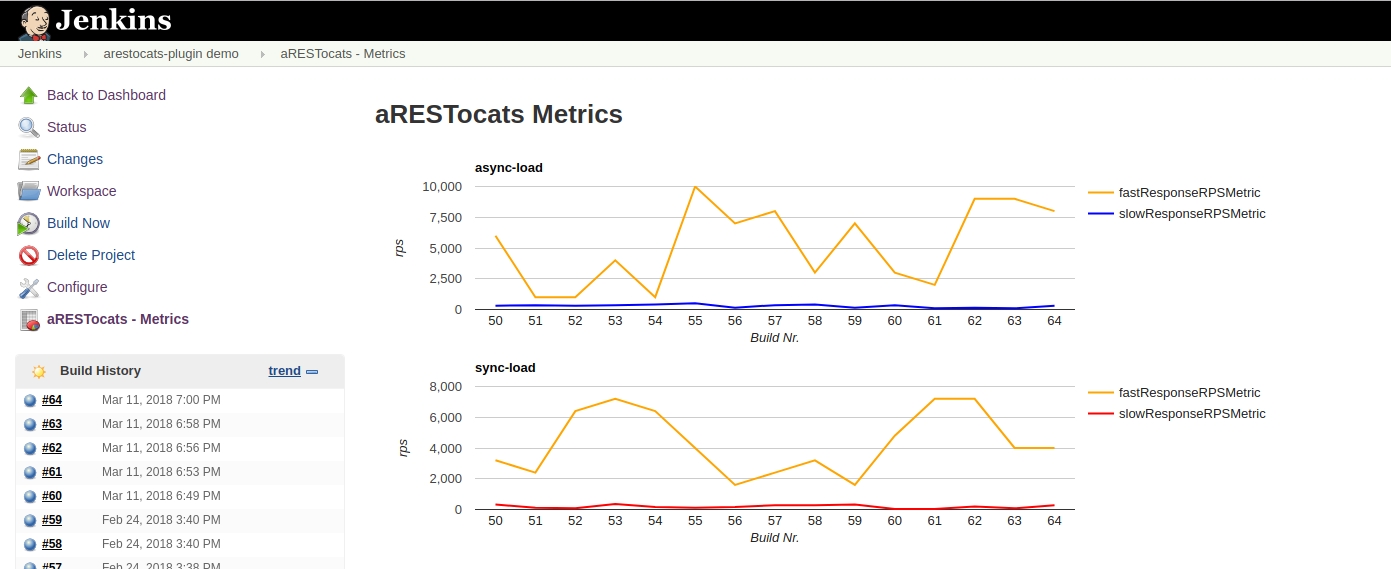 Jenkins
Jenkins arestocats-plugin demo aRESTocats - Metrics
Back to Dashboard
Status
Changes
Workspace
Build Now
Delete Project
Configure
aRESTocats - Metrics
Build History trend
#64 Mar 11, 2018 7:00 PM
#63 Mar 11, 2018 6:58 PM
#62 Mar 11, 2018 6:56 PM
#61 Mar 11, 2018 6:53 PM
#60 Mar 11, 2018 6:49 PM
#59 Feb 24, 2018 3:40 PM
#58 Feb 24, 2018 3:40 PM
#57 Feb 24, 2018 3:38 PM
aRESTocats Metrics
async-load
10,000
7,500
5,000
2,500
0
rps
50 51 52 53 54 55 56 57 58 59 60 61 62 63 64
Build Nr.
fastResponseRPSMetric
slowResponseRPSMetric
sync-load
8,000
6,000
4,000
2,000
0
rps
50 51 52 53 54 55 56 57 58 59 60 61 62 63 64
Build Nr.
fastResponseRPSMetric
slowResponseRPSMetric